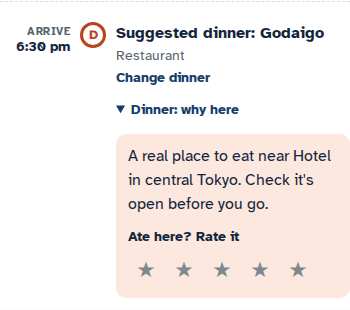 ARRIVE
6:30 pm
D
Suggested dinner: Godaigo
Restaurant
Change dinner
▼ Dinner: why here
A real place to eat near Hotel
in central Tokyo. Check it's
open before you go.
Ate here? Rate it
★ ★ ★ ★ ★